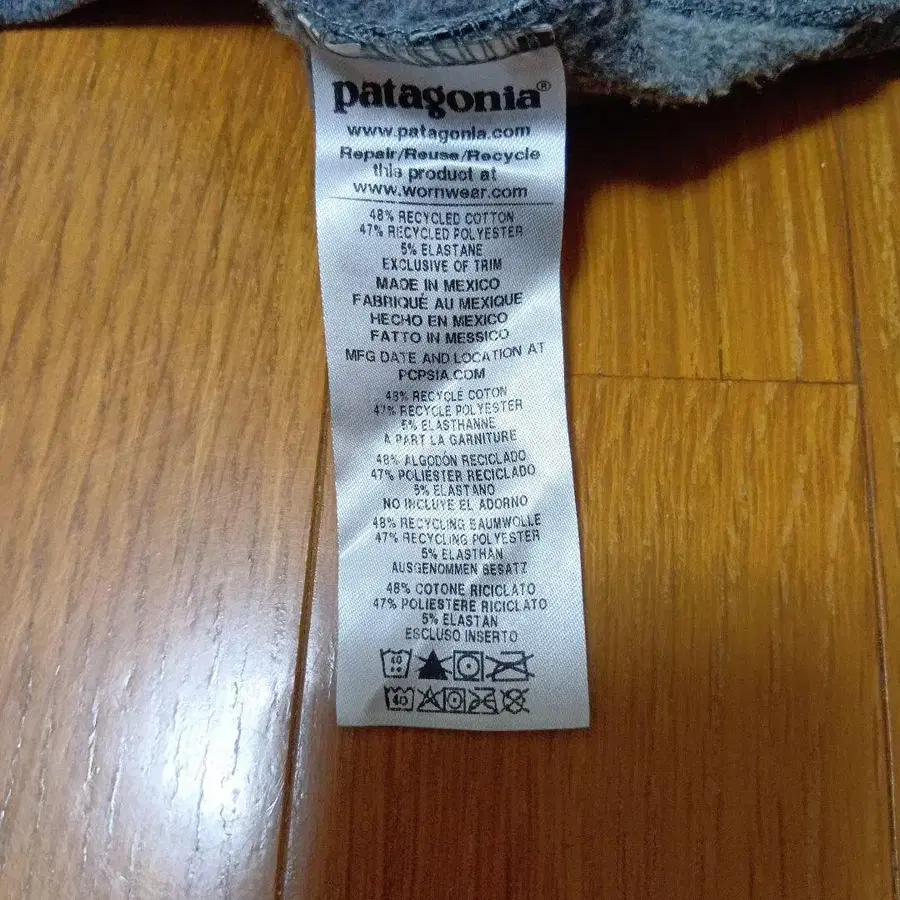 patagonia®
www.patagonia.com
Repair/Reuse/Recycle
this product at
www.wornwear.com
48% RECYCLED COTTON
47% RECYCLED POLYESTER
5% ELASTANE
EXCLUSIVE OF TRIM
MADE IN MEXICO
FABRIQUÉ AU MEXIQUE
HECHO EN MEXICO
FATTO IN MESSICO
MFG DATE AND LOCATION AT
PCPSIA.COM
48% RECYCLÉ COTON
47% RECYCLÉ POLYESTER
5% ELASTHANNE
À PART LA GARNITURE
48% ALGODÓN RECICLADO
47% POLIÉSTER RECICLADO
5% ELASTANO
NO INCLUYE EL ADORNO
48% RECYCLING BAUMWOLLE
47% RECYCLING POLYESTER
5% ELASTHAN
AUSGENOMMEN BESATZ
48% COTONE RICICLATO
47% POLIESTERE RICICLATO
5% ELASTAN
ESCLUSO INSERTO
40
40